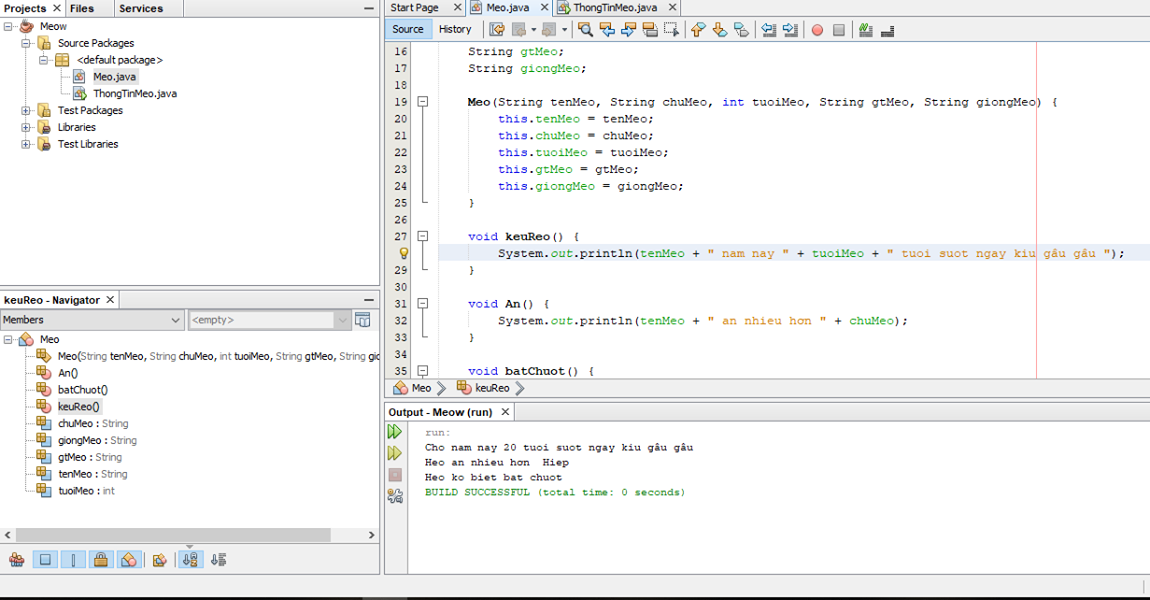 Projects Files Services
Meow
Source Packages
<default package>
Meo.java
ThongTinMeo.java
Test Packages
Libraries
Test Libraries
keuReo - Navigator
Members <empty>
Meo
Meo(String tenMeo, String chuMeo, int tuoiMeo, String gtMeo, String gio
An()
batChuot()
keuReo()
chuMeo : String
giongMeo : String
gtMeo : String
tenMeo : String
tuoiMeo : int
Start Page Meo.java ThongTinMeo.java
Source History
16 String gtMeo;
17 String giongMeo;
18
19 Meo(String tenMeo, String chuMeo, int tuoiMeo, String gtMeo, String giongMeo) {
20 this.tenMeo = tenMeo;
21 this.chuMeo = chuMeo;
22 this.tuoiMeo = tuoiMeo;
23 this.gtMeo = gtMeo;
24 this.giongMeo = giongMeo;
25 }
26
27 void keuReo() {
System.out.println(tenMeo + " nam nay " + tuoiMeo + " tuoi suot ngay kiu gâu gâu ");
29 }
30
31 void An() {
32 System.out.println(tenMeo + " an nhieu hơn " + chuMeo);
33 }
34
35 void batChuot() {
Meo keuReo
Output - Meow (run)
run:
Cho nam nay 20 tuoi suot ngay kiu gâu gâu
Heo an nhieu hơn  Hiep
Heo ko biet bat chuot
BUILD SUCCESSFUL (total time: 0 seconds)